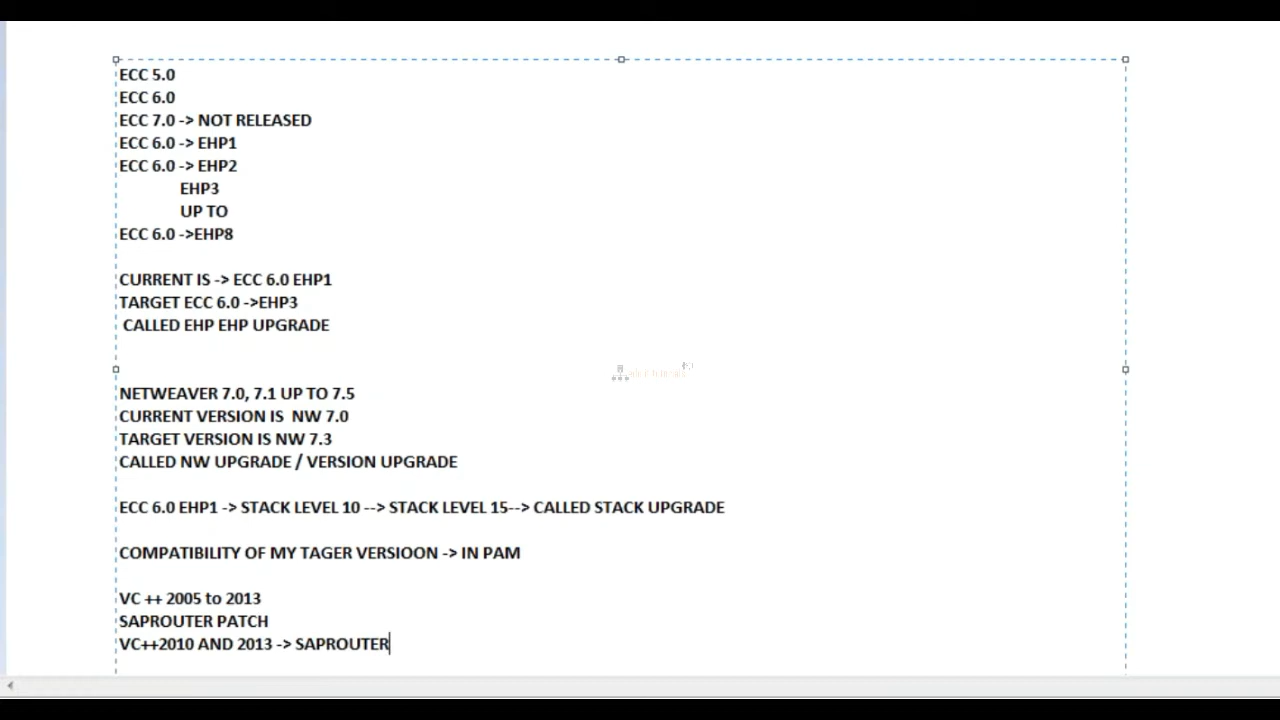 ECC 5.0
ECC 6.0
ECC 7.0 -> NOT RELEASED
ECC 6.0 -> EHP1
ECC 6.0 -> EHP2
EHP3
UP TO
ECC 6.0 ->EHP8
CURRENT IS -> ECC 6.0 EHP1
TARGET ECC 6.0 ->EHP3
CALLED EHP EHP UPGRADE
NETWEAVER 7.0, 7.1 UP TO 7.5
CURRENT VERSION IS NW 7.0
TARGET VERSION IS NW 7.3
CALLED NW UPGRADE / VERSION UPGRADE
ECC 6.0 EHP1 -> STACK LEVEL 10 --> STACK LEVEL 15--> CALLED STACK UPGRADE
COMPATIBILITY OF MY TAGER VERSIOON -> IN PAM
VC ++ 2005 to 2013
SAPROUTER PATCH
VC++2010 AND 2013 -> SAPROUTER